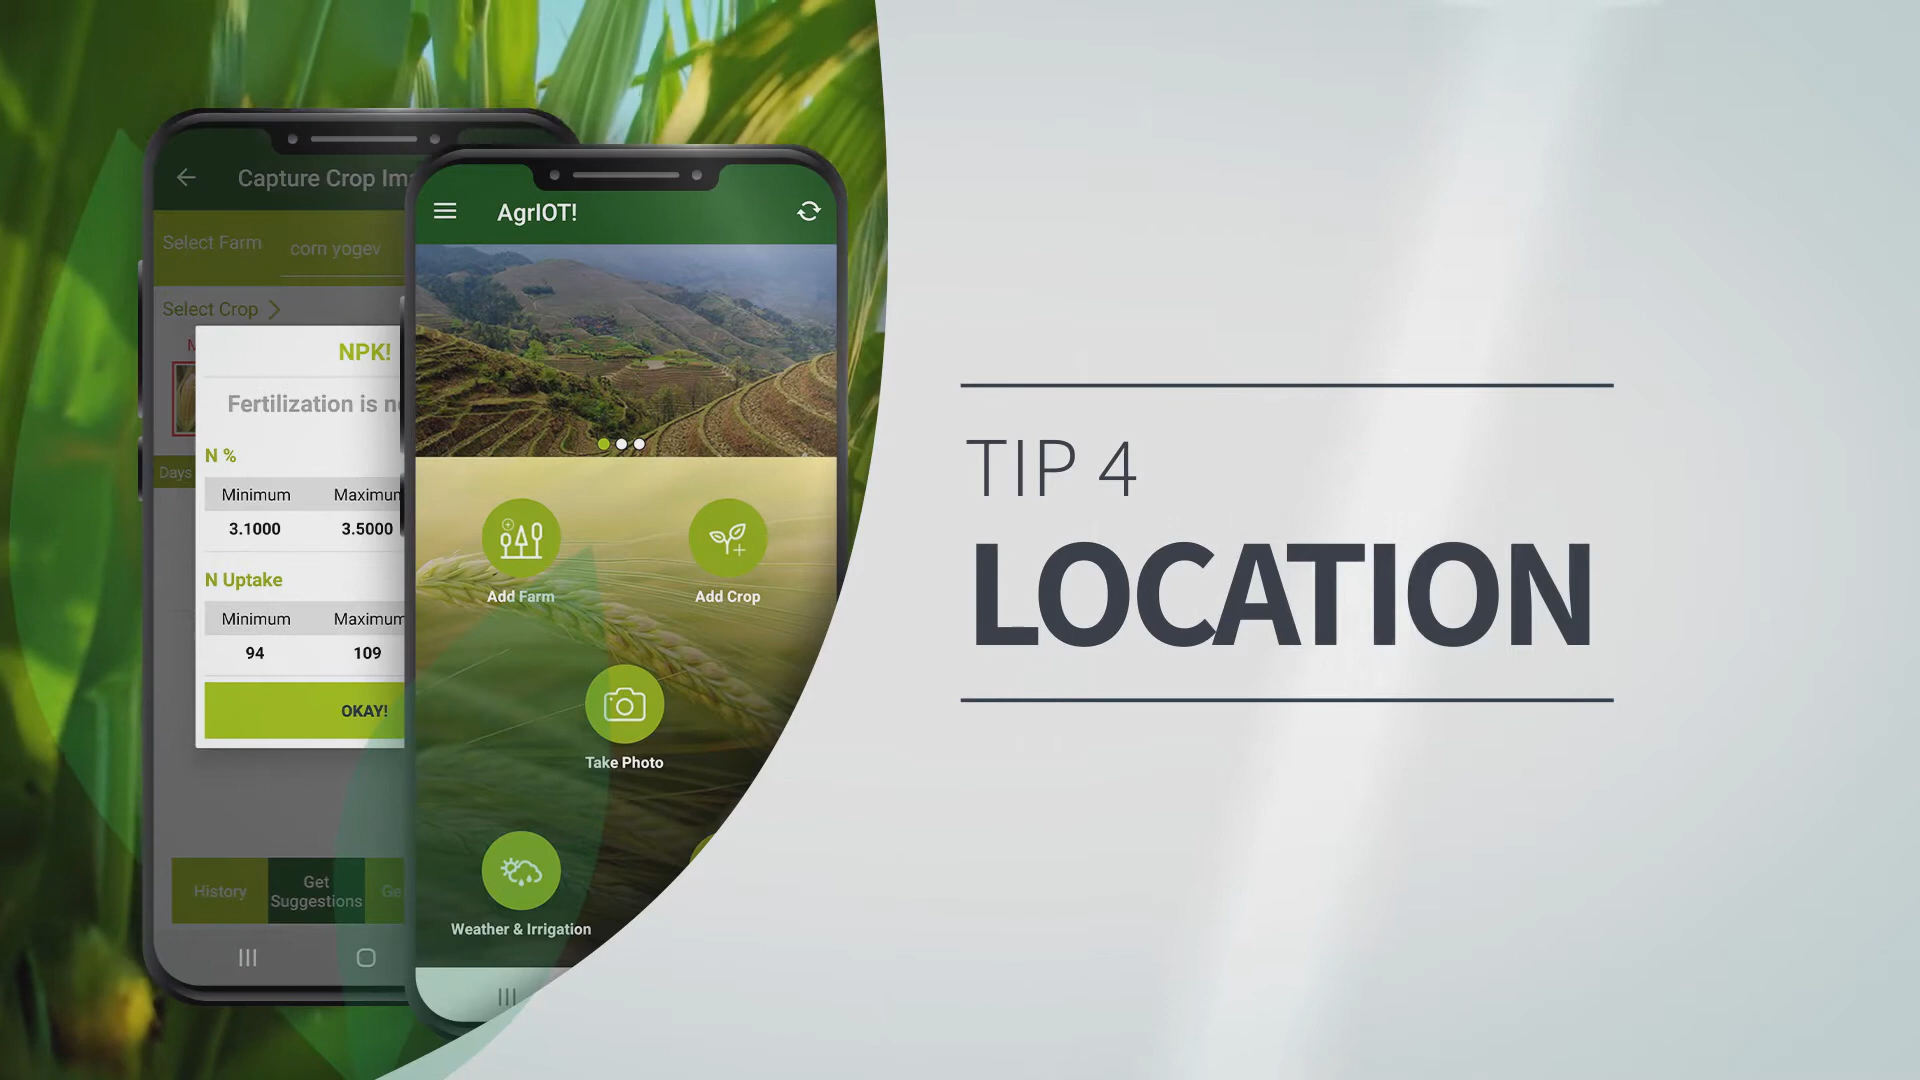 Capture Crop Ima
Select Farm
corn yogev
Select Crop
NPK!
Fertilization is
N %
Minimum Maximum
3.1000 3.5000
N Uptake
Minimum Maximum
94 109
OKAY!
Days
History
Get
Suggestions
Ge
AgrIOT!
Add Farm
Add Crop
Take Photo
Weather & Irrigation
TIP 4
LOCATION